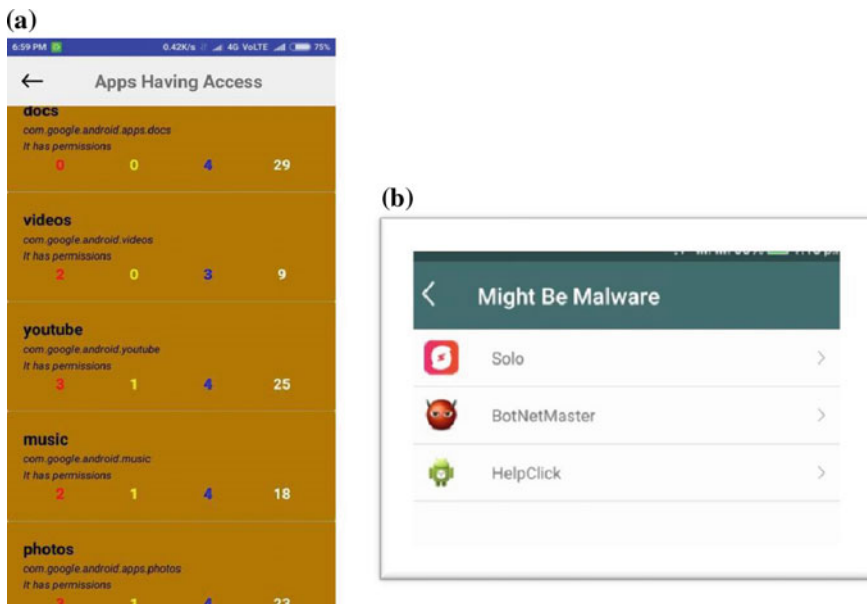 (a)
6:59 PM 0.42K/s 4G VoLTE 75%
Apps Having Access
docs
com.google.android.apps.docs
It has permissions
0 0 4 29
videos
com.google.android.videos
It has permissions
2 0 3 9
youtube
com.google.android.youtube
It has permissions
3 1 4 25
music
com.google.android.music
It has permissions
2 1 4 18
photos
com.google.android.apps.photos
It has permissions
1 4 23
(b)
Might Be Malware
Solo
BotNetMaster
HelpClick